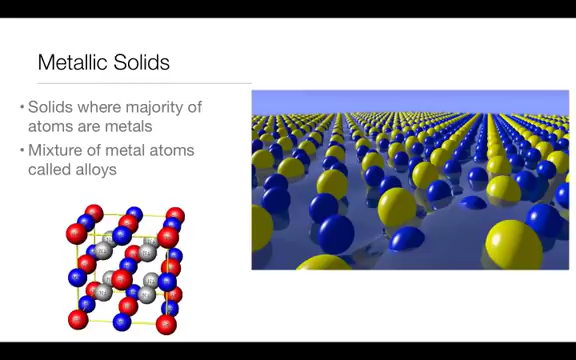 Metallic Solids
• Solids where majority of
atoms are metals
• Mixture of metal atoms
called alloys